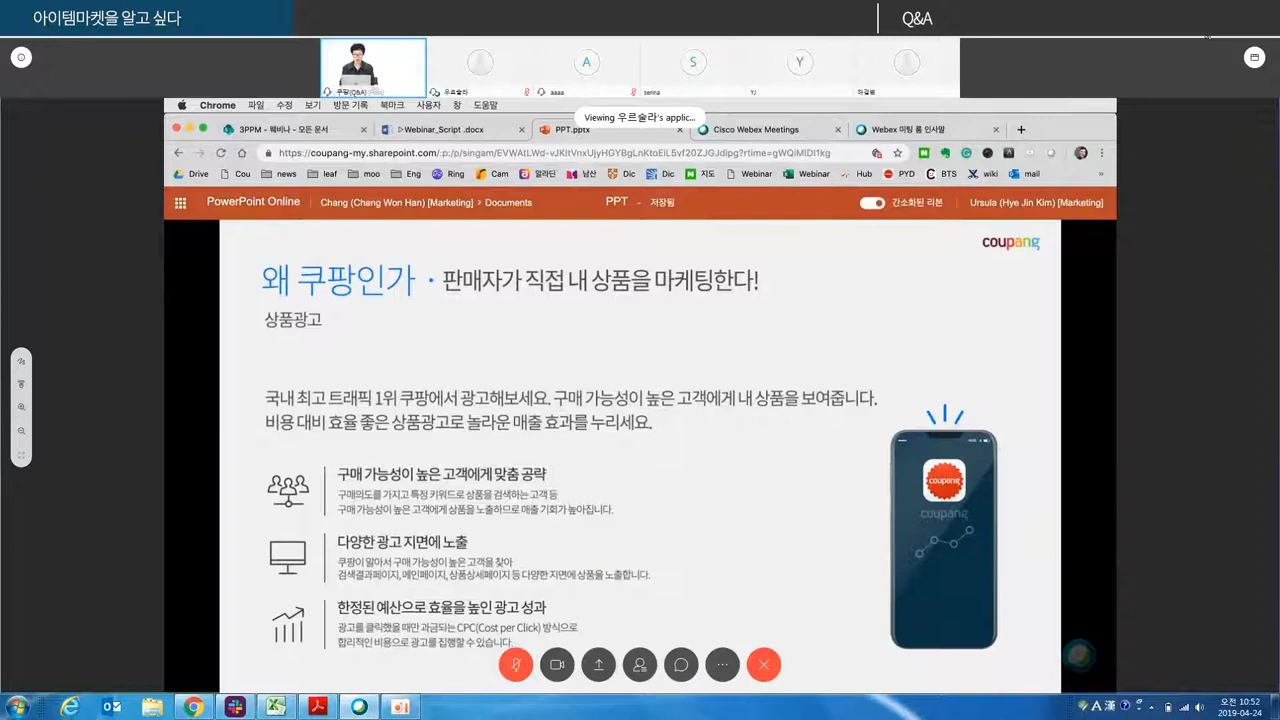 아이템마켓을 알고 싶다
Q&A
쿠팡(Q&A)
우르술라
aaaa
serina
YJ
하길범
A
S
Y
Chrome 파일 수정 보기 방문 기록 북마크 사용자 창 도움말
Viewing 우르술라's applic...
3PPM - 웨비나 - 모든 문서
Webinar_Script .docx
PPT.pptx
Cisco Webex Meetings
Webex 미팅 룸 인사말
https://coupang-my.sharepoint.com/:p:/p/singam/EVWAtLWd-vJKItVnxUjyHGYBgLnKtoEiL5vf20ZJGJdipg?rtime=gWQiMIDI1kg
Drive Cou news leaf moo Eng Ring Cam 알라딘 남산 Dic Dic 지도 Webinar Webinar Hub PYD BTS wiki mail
PowerPoint Online Chang (Chang Won Han) [Marketing] > Documents PPT - 저장됨 간소화된 리본 Ursula (Hye Jin Kim) [Marketing]
coupang
왜 쿠팡인가 · 판매자가 직접 내 상품을 마케팅한다!
상품광고
국내 최고 트래픽 1위 쿠팡에서 광고해보세요. 구매 가능성이 높은 고객에게 내 상품을 보여줍니다.
비용 대비 효율 좋은 상품광고로 놀라운 매출 효과를 누리세요.
구매 가능성이 높은 고객에게 맞춤 공략
구매의도를 가지고 특정 키워드로 상품을 검색하는 고객 등
구매 가능성이 높은 고객에게 상품을 노출하므로 매출 기회가 높아집니다.
다양한 광고 지면에 노출
쿠팡이 알아서 구매 가능성이 높은 고객을 찾아
검색결과페이지, 메인페이지, 상품상세페이지 등 다양한 지면에 상품을 노출합니다.
한정된 예산으로 효율을 높인 광고 성과
광고를 클릭했을 때만 과금되는 CPC(Cost per Click) 방식으로
합리적인 비용으로 광고를 집행할 수 있습니다.
coupang
coupang
A 漢
오전 10:52
2019-04-24